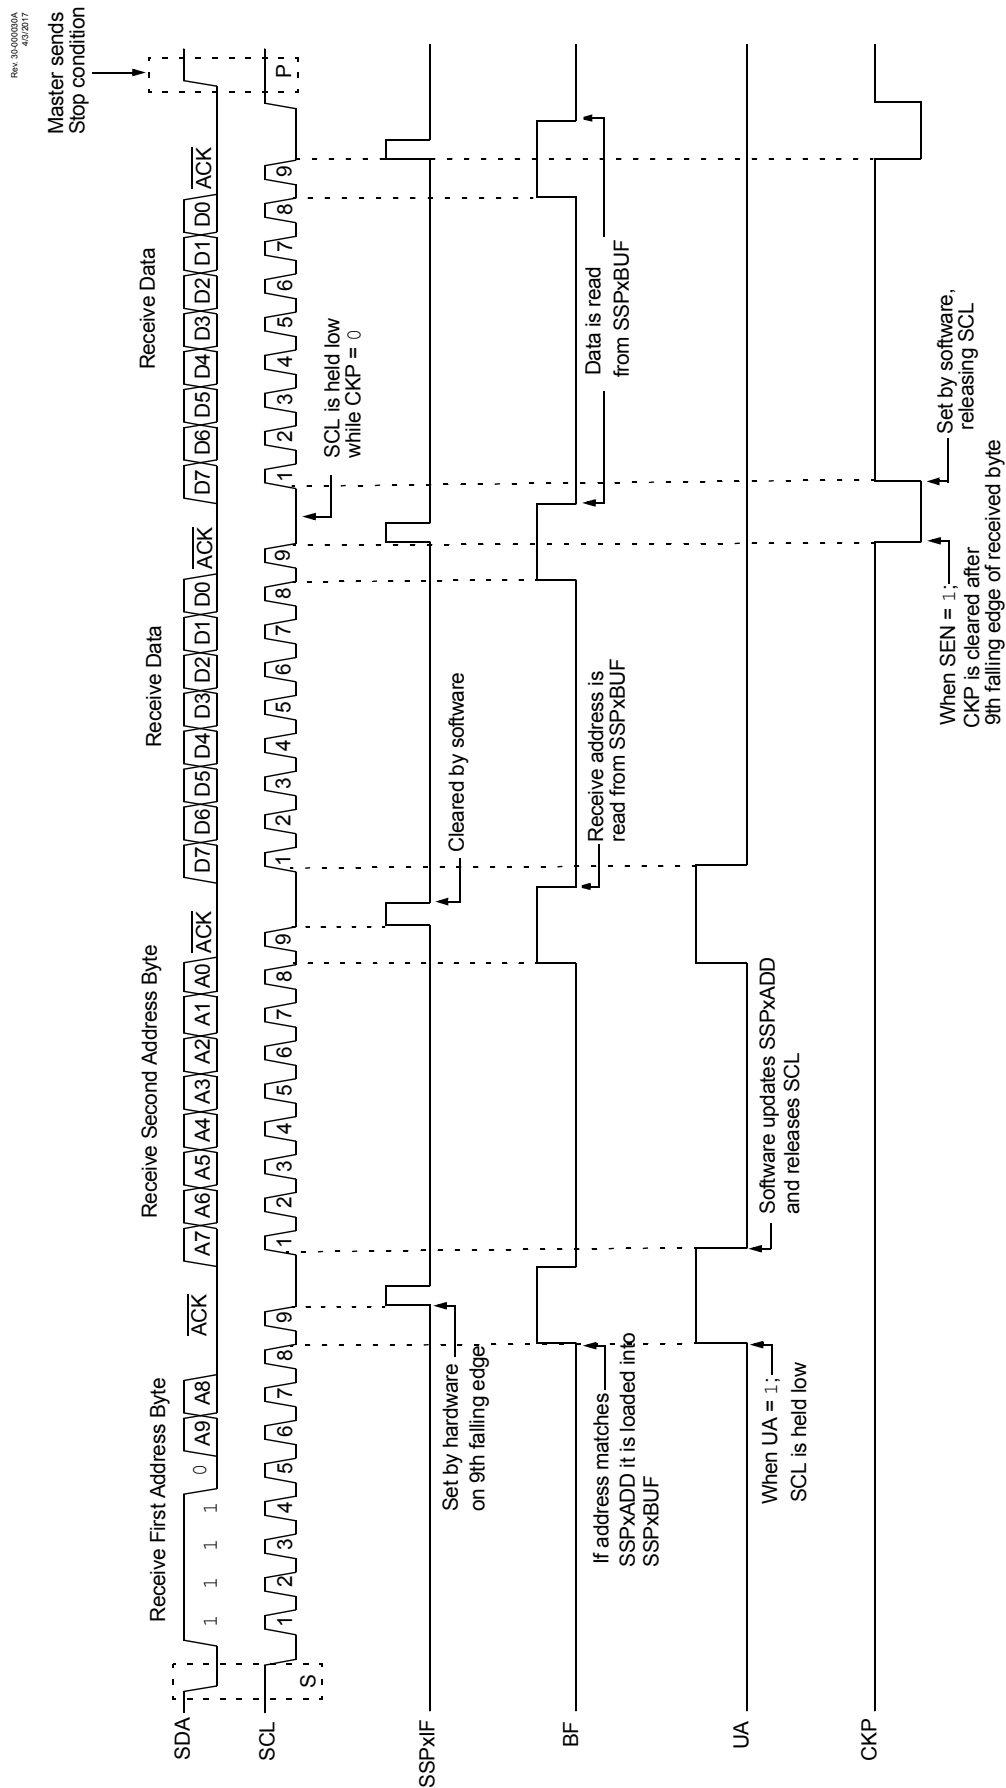 Rev. 30-000030A
4/3/2017
Master sends
Stop condition
Receive First Address Byte
Receive Second Address Byte
Receive Data
Receive Data
SDA
1 1 1 1 0 A9 A8 ACK A7 A6 A5 A4 A3 A2 A1 A0 ACK D7 D6 D5 D4 D3 D2 D1 D0 ACK D7 D6 D5 D4 D3 D2 D1 D0 ACK
SCL
S 1 2 3 4 5 6 7 8 9 1 2 3 4 5 6 7 8 9 1 2 3 4 5 6 7 8 9 1 2 3 4 5 6 7 8 9 P
SCL is held low
while CKP = 0
SSPxIF
Set by hardware
on 9th falling edge
Cleared by software
BF
If address matches
SSPxADD it is loaded into
SSPxBUF
Receive address is
read from SSPxBUF
Data is read
from SSPxBUF
UA
When UA = 1;
SCL is held low
Software updates SSPxADD
and releases SCL
CKP
When SEN = 1;
CKP is cleared after
9th falling edge of received byte
Set by software,
releasing SCL